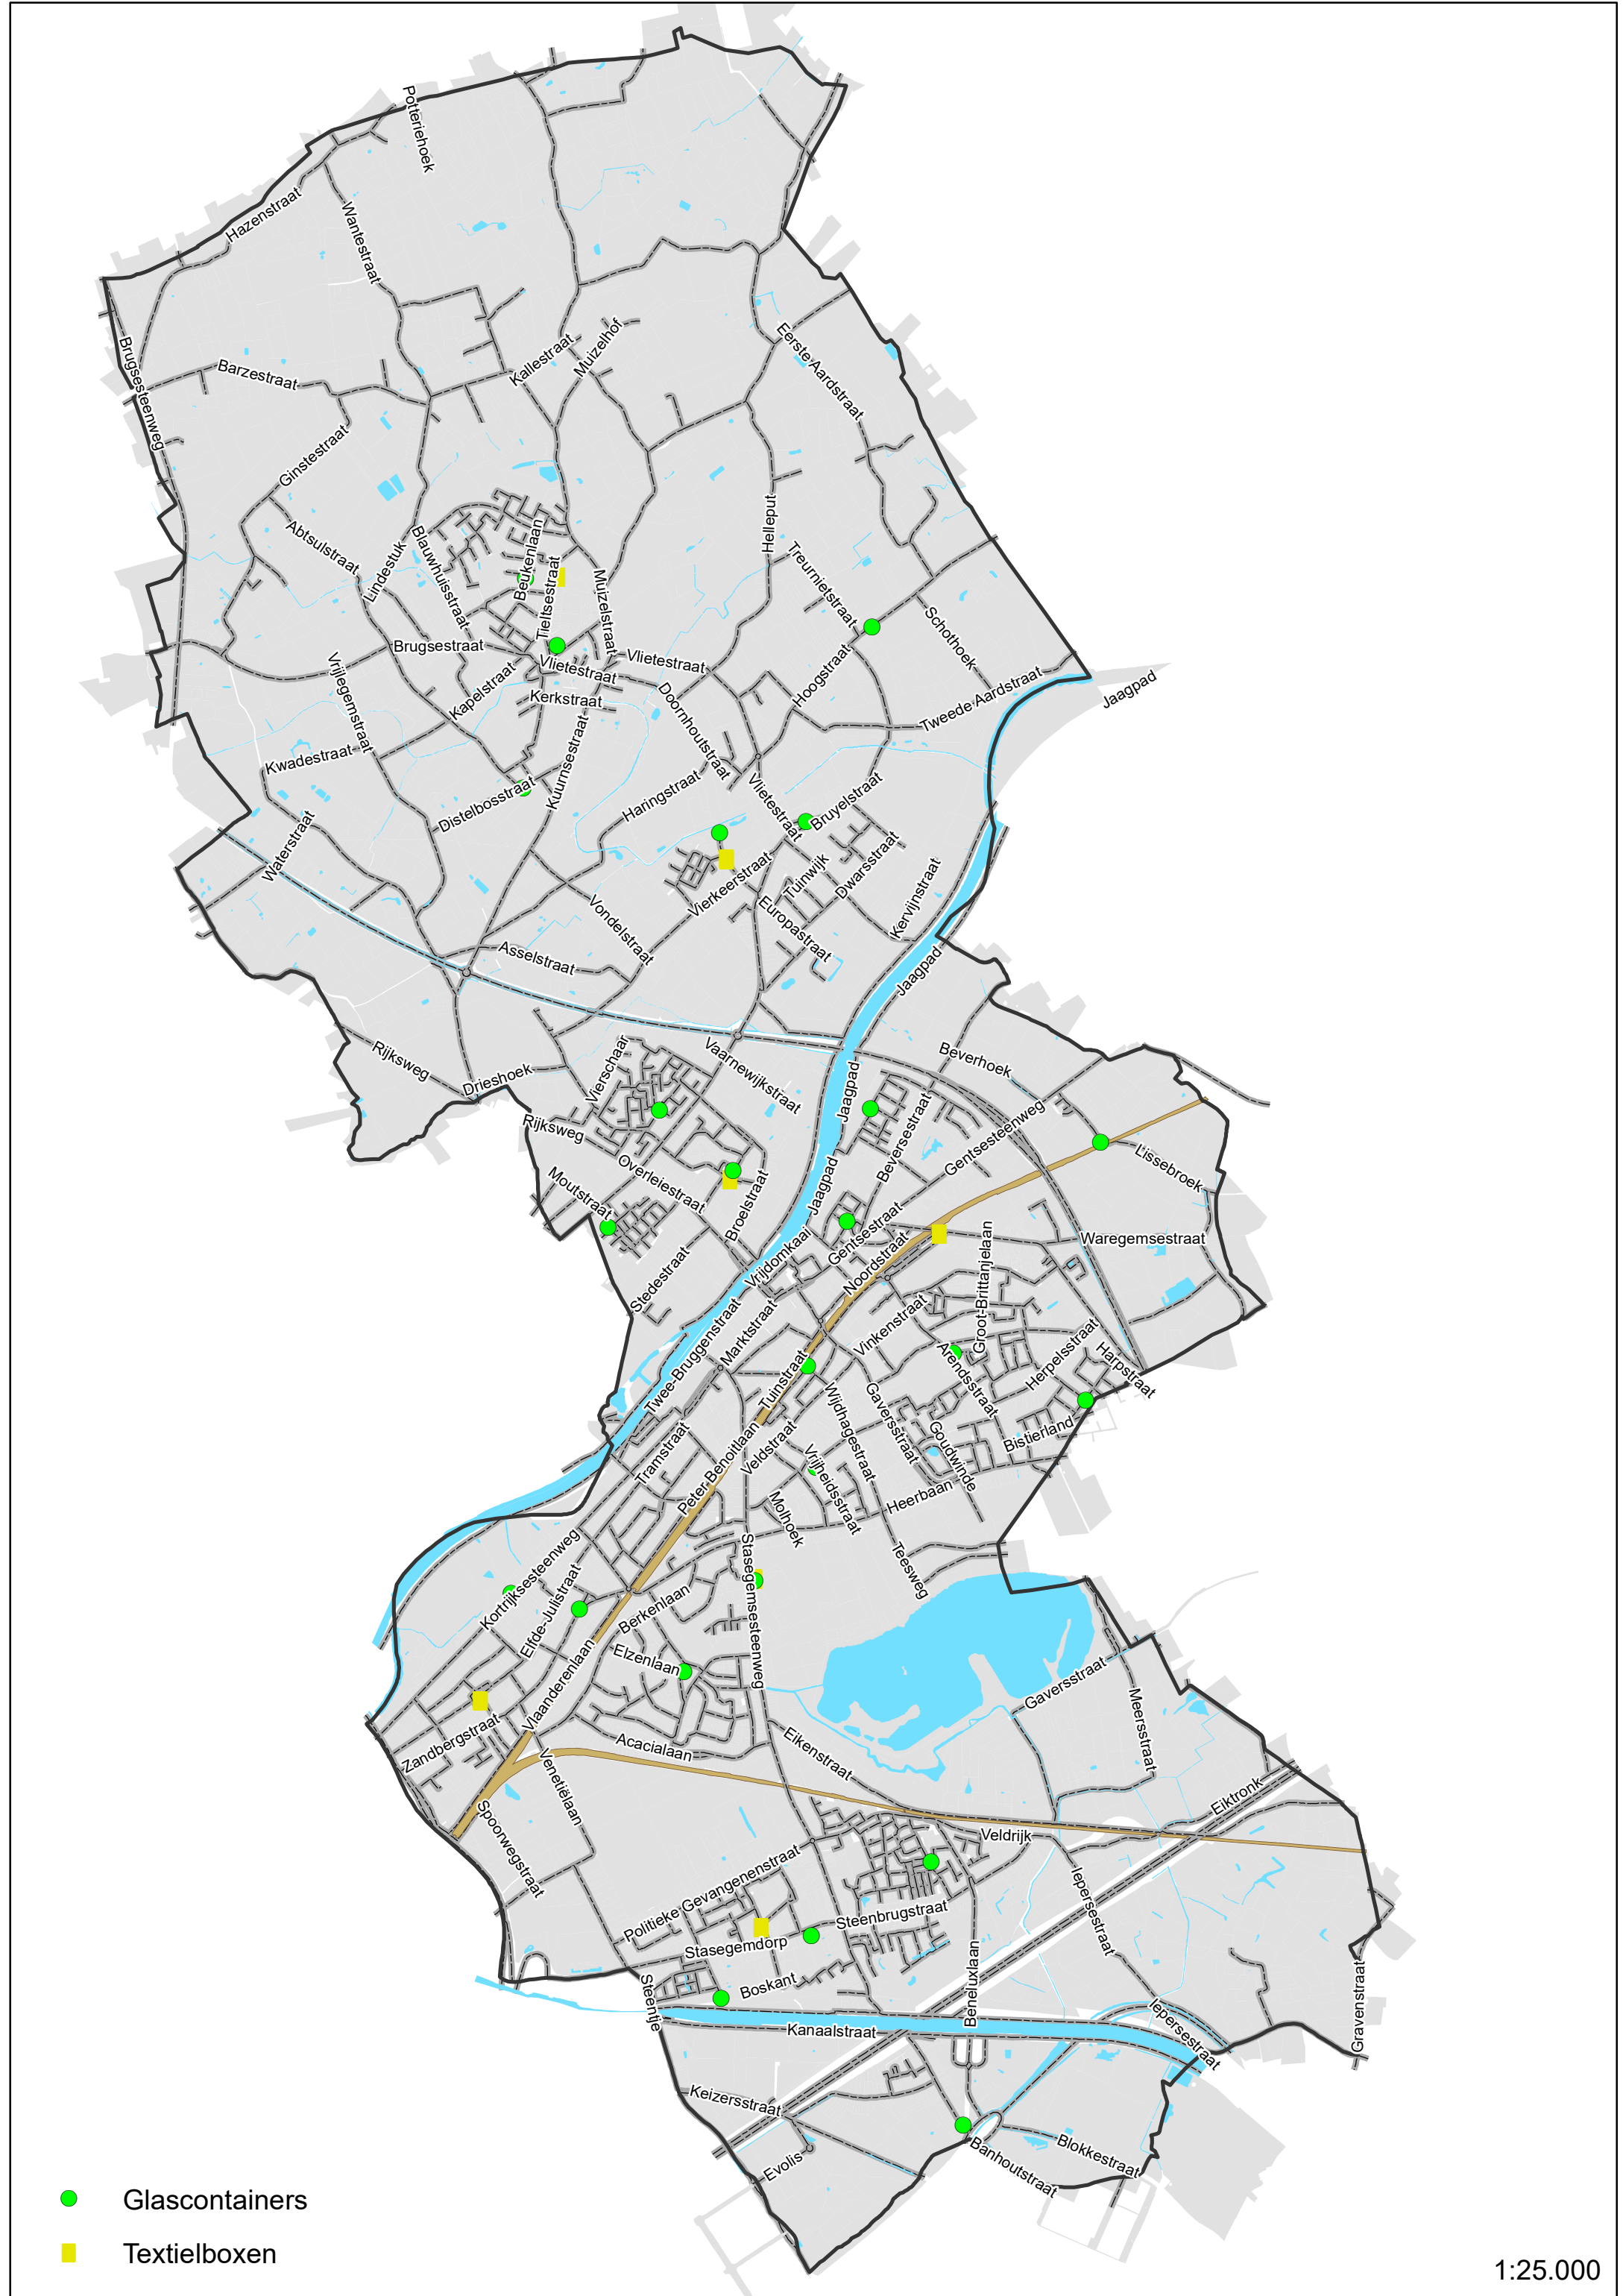 Potteriehoek
Hazenstraat
Wantestraat
Brugsesteenweg
Barzestraat
Kallestraat
Muizelhof
Eerste Aardstraat
Ginstestraat
Abtsulstraat
Lindestuk
Blauwhuisstraat
Beukenlaan
Tieltsestraat
Muizelstraat
Helleput
Treurnietstraat
Schothoek
Brugsestraat
Vlietestraat
Vlietestraat
Kapelstraat
Kerkstraat
Vrijlegemstraat
Doornhoutstraat
Hoogstraat
Tweede Aardstraat
Jaagpad
Kwadestraat
Kuurnsestraat
Distelbosstraat
Haringstraat
Vlietestraat
Bruyelstraat
Waterstraat
Vierkeerstraat
Tuinwijk
Dwarsstraat
Europastraat
Kervijnstraat
Vondelstraat
Asselstraat
Jaagpad
Rijksweg
Drieshoek
Vierschaar
Vaarnewijkstraat
Jaagpad
Beverhoek
Rijksweg
Beversestraat
Gentsesteenweg
Lissebroek
Moutstraat
Overleiestraat
Broelstraat
Jaagpad
Gentsestraat
Waregemsestraat
Stedestraat
Vrijdomkaai
Noordstraat
Groot-Brittanjelaan
Twee-Bruggenstraat
Marktstraat
Vinkenstraat
Arendsstraat
Herpelsstraat
Harpstraat
Tuinstraat
Wijdhagestraat
Gaversstraat
Goudwinde
Bistierland
Tramstraat
Peter Benoitlaan
Veldstraat
Vrijheidsstraat
Heerbaan
Molhoek
Kortrijksesteenweg
Elfde-Julistraat
Stasegemsesteenweg
Teesweg
Berkenlaan
Elzenlaan
Vlaanderenlaan
Gaversstraat
Meersstraat
Zandbergstraat
Acacialaan
Eikenstraat
Venetiëlaan
Spoorwegstraat
Eiktronk
Veldrijk
Politieke Gevangenenstraat
Steenbrugstraat
Iepersestraat
Stasegemdorp
Boskant
Beneluxlaan
Steentje
Kanaalstraat
Iepersestraat
Gravenstraat
Keizersstraat
Evolis
Banhoutstraat
Blokkestraat
Glascontainers
Textielboxen
1:25.000